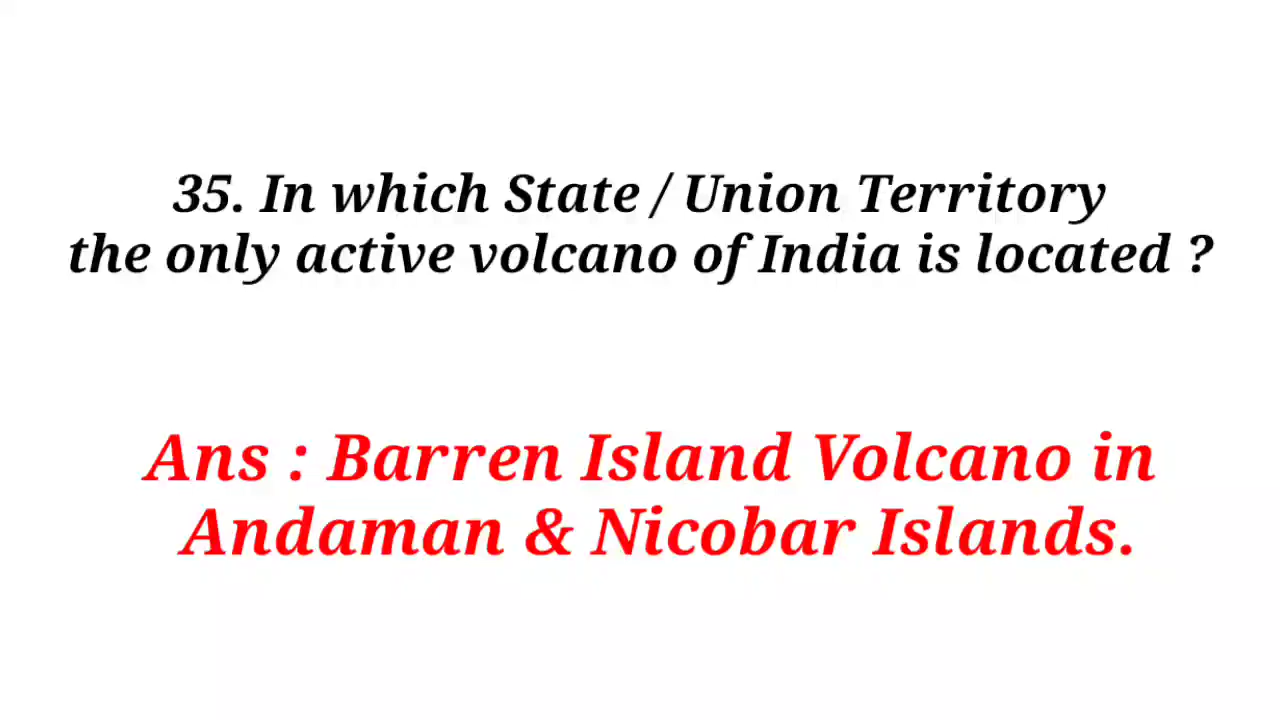 35. In which State / Union Territory
the only active volcano of India is located ?
Ans : Barren Island Volcano in
Andaman & Nicobar Islands.